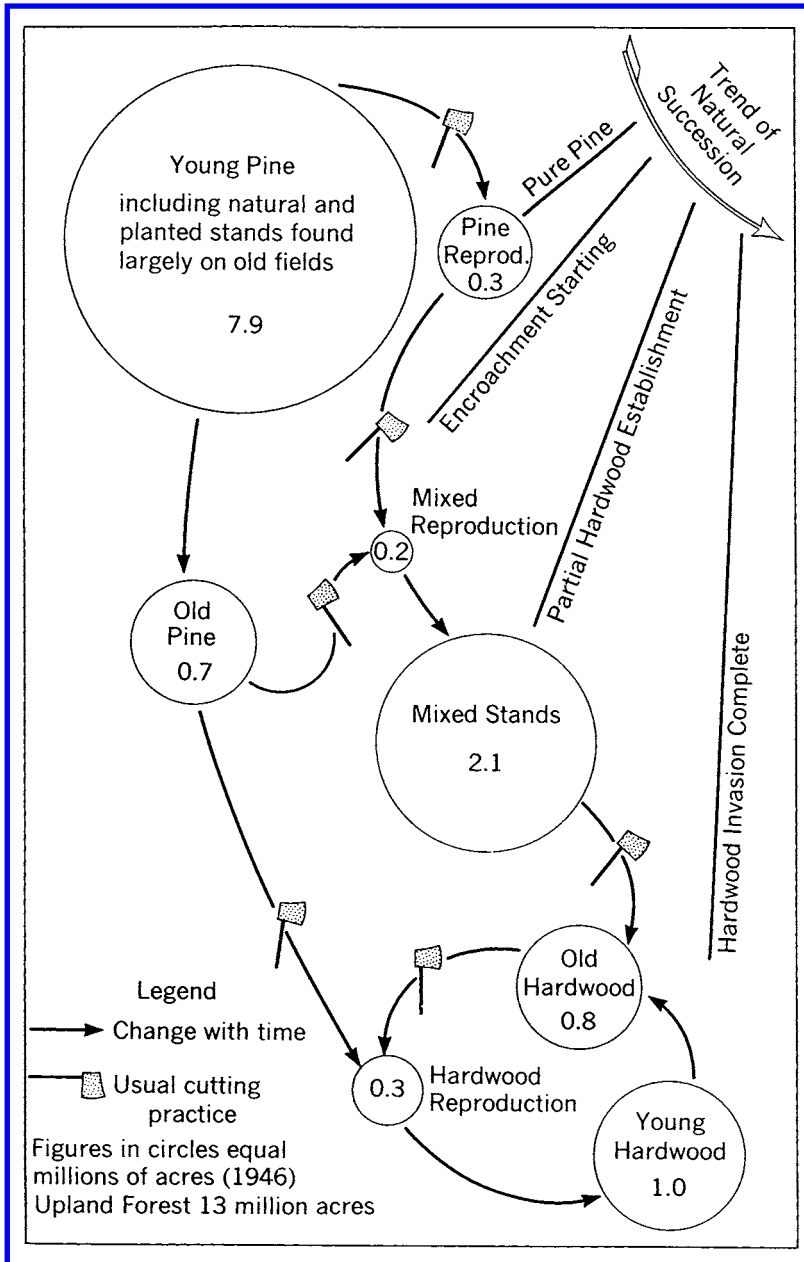 Young Pine
including natural and
planted stands found
largely on old fields
7.9
Pine
Reprod.
0.3
Pure Pine
Trend of
Natural
Succession
Encroachment Starting
Partial Hardwood Establishment
Hardwood Invasion Complete
Mixed
Reproduction
0.2
Old
Pine
0.7
Mixed Stands
2.1
Old
Hardwood
0.8
0.3
Hardwood
Reproduction
Young
Hardwood
1.0
Legend
Change with time
Usual cutting
practice
Figures in circles equal
millions of acres (1946)
Upland Forest 13 million acres